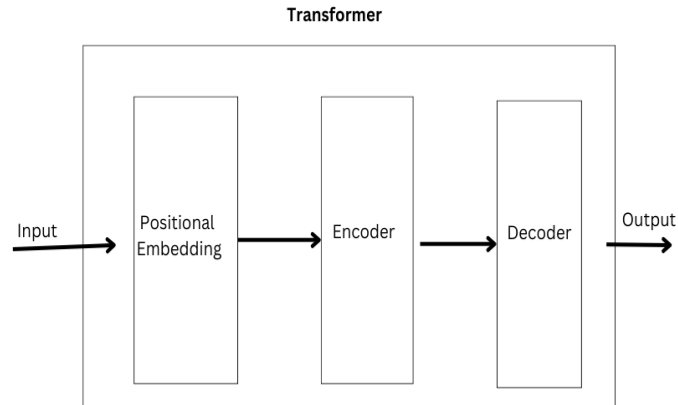 Transformer
Input
Positional
Embedding
Encoder
Decoder
Output